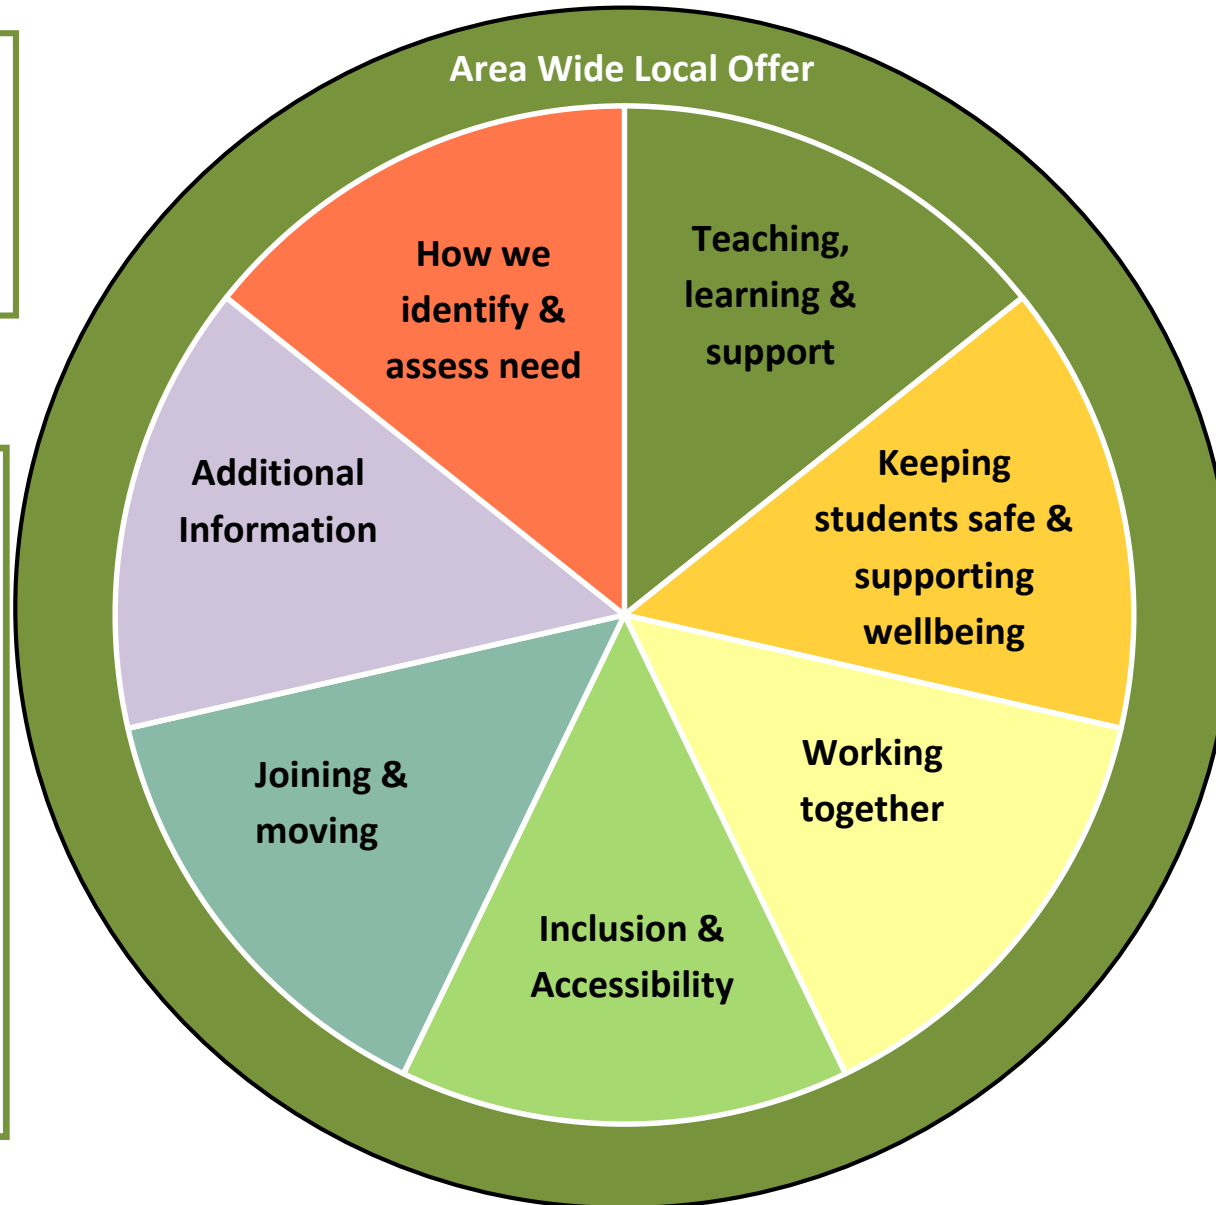 Area Wide Local Offer
Teaching,
learning &
support
Keeping
students safe &
supporting
wellbeing
Working
together
Inclusion &
Accessibility
Joining &
moving
Additional
Information
How we
identify &
assess need